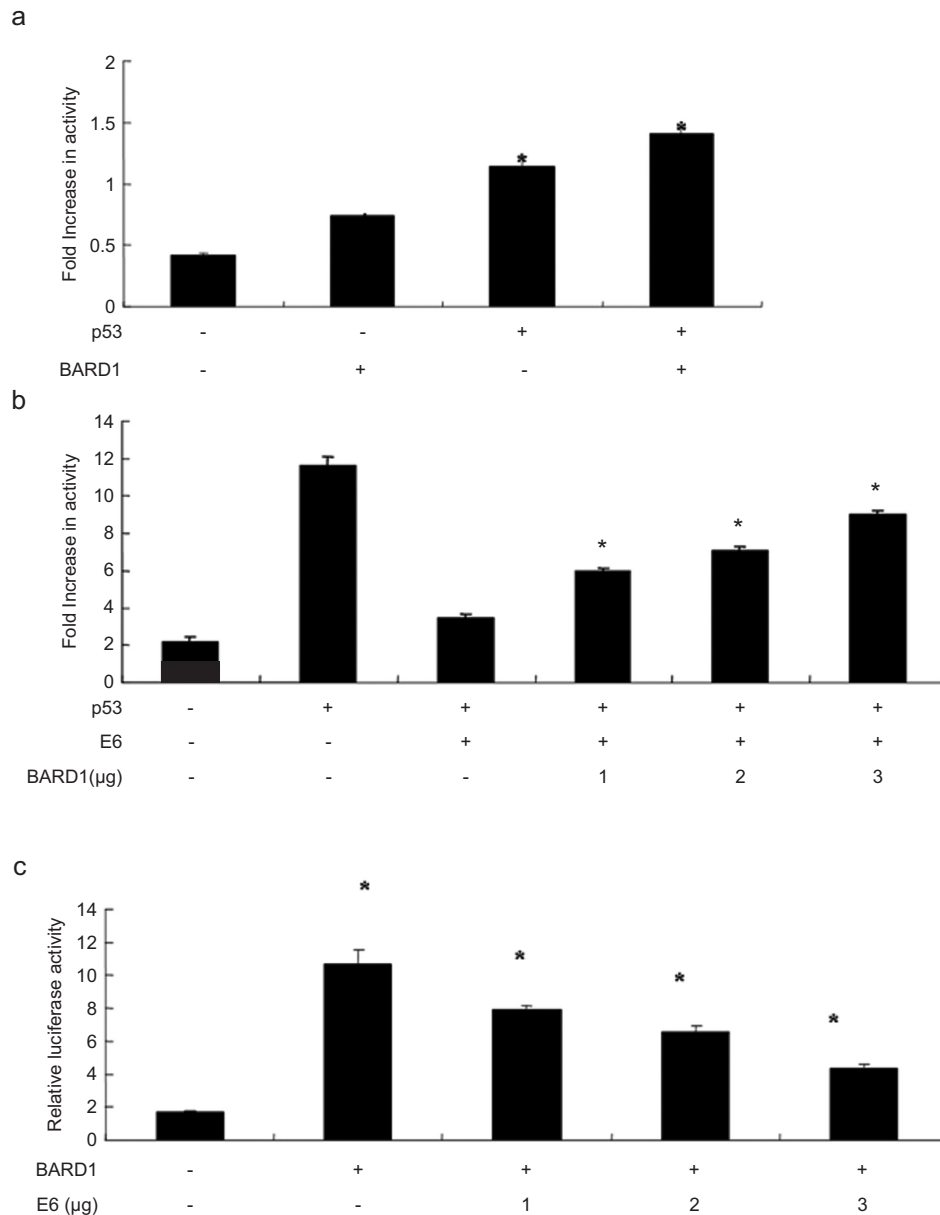 a
Fold Increase in activity
2
1.5
1
0.5
0
*
*
p53 - - + +
BARD1 - + - +
b
Fold Increase in activity
14
12
10
8
6
4
2
0
*
*
*
p53 - + + + + +
E6 - - + + + +
BARD1(µg) - - - 1 2 3
c
Relative luciferase activity
14
12
10
8
6
4
2
0
*
*
*
*
BARD1 - + + + +
E6 (µg) - - 1 2 3